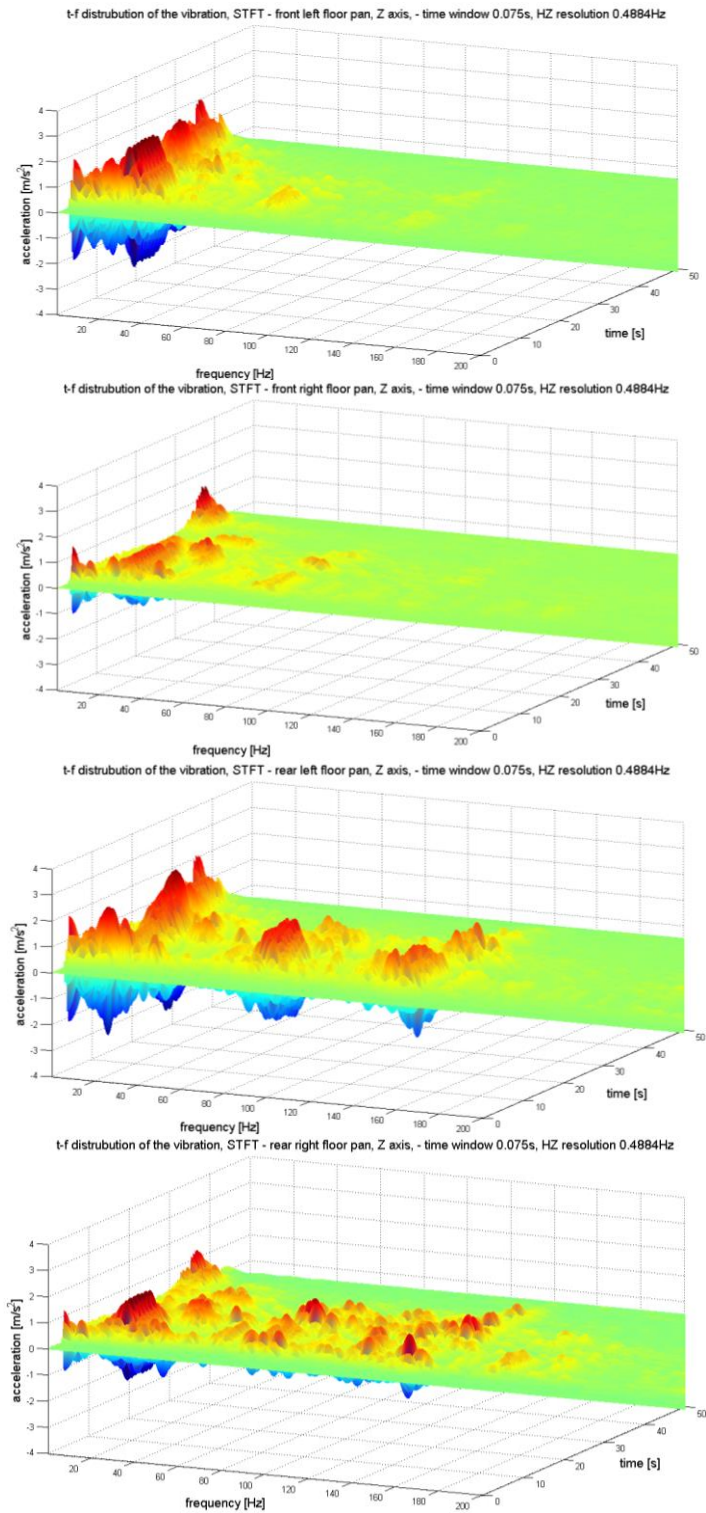 t-f distrubution of the vibration, STFT - front left floor pan, Z axis, - time window 0.075s, HZ resolution 0.4884Hz
4
3
2
1
0
-1
-2
-3
-4
acceleration [m/s²]
20 40 60 80 100 120 140 160 180 200
frequency [Hz]
0 10 20 30 40 50
time [s]
t-f distrubution of the vibration, STFT - front right floor pan, Z axis, - time window 0.075s, HZ resolution 0.4884Hz
4
3
2
1
0
-1
-2
-3
-4
acceleration [m/s²]
20 40 60 80 100 120 140 160 180 200
frequency [Hz]
0 10 20 30 40 50
time [s]
t-f distrubution of the vibration, STFT - rear left floor pan, Z axis, - time window 0.075s, HZ resolution 0.4884Hz
4
3
2
1
0
-1
-2
-3
-4
acceleration [m/s²]
20 40 60 80 100 120 140 160 180 200
frequency [Hz]
0 10 20 30 40 50
time [s]
t-f distrubution of the vibration, STFT - rear right floor pan, Z axis, - time window 0.075s, HZ resolution 0.4884Hz
4
3
2
1
0
-1
-2
-3
-4
acceleration [m/s²]
20 40 60 80 100 120 140 160 180 200
frequency [Hz]
0 10 20 30 40 50
time [s]